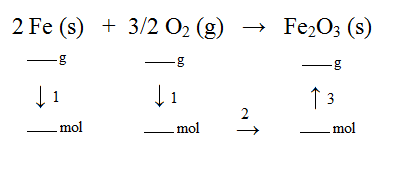 2 Fe (s) + 3/2 O₂ (g) → Fe₂O₃ (s)
___g ___g ___g
↓ 1 ↓ 1 ↑ 3
2
___mol ___mol → ___mol